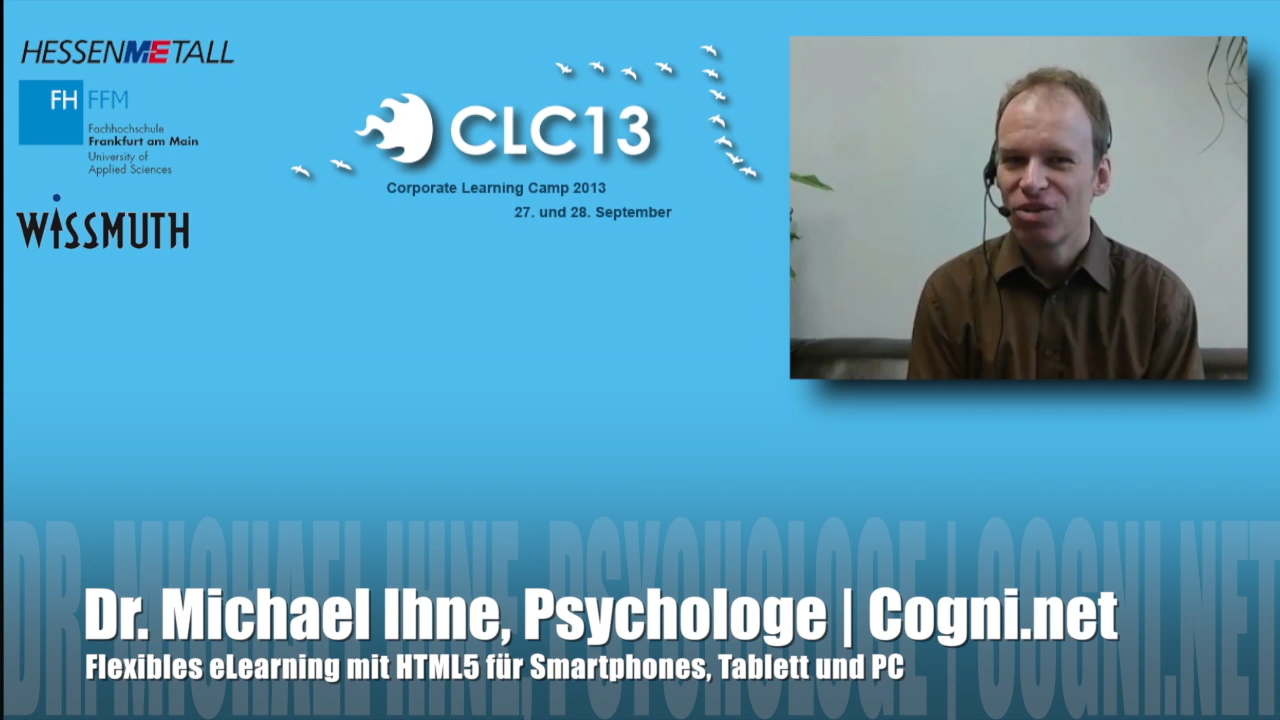 HESSENMETALL
FH FFM
Fachhochschule
Frankfurt am Main
University of
Applied Sciences
WISSMUTH
CLC13
Corporate Learning Camp 2013
27. und 28. September
DR. MICHAEL IHNE, PSYCHOLOGE | COGNI.NET
Dr. Michael Ihne, Psychologe | Cogni.net
Flexibles eLearning mit HTML5 für Smartphones, Tablett und PC